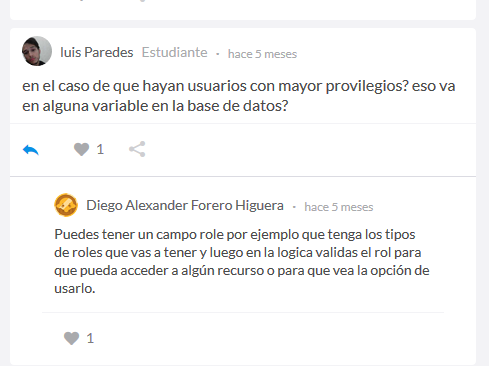 luis Paredes Estudiante · hace 5 meses
en el caso de que hayan usuarios con mayor provilegios? eso va
en alguna variable en la base de datos?
1
Diego Alexander Forero Higuera · hace 5 meses
Puedes tener un campo role por ejemplo que tenga los tipos
de roles que vas a tener y luego en la logica validas el rol para
que pueda acceder a algún recurso o para que vea la opción de
usarlo.
1